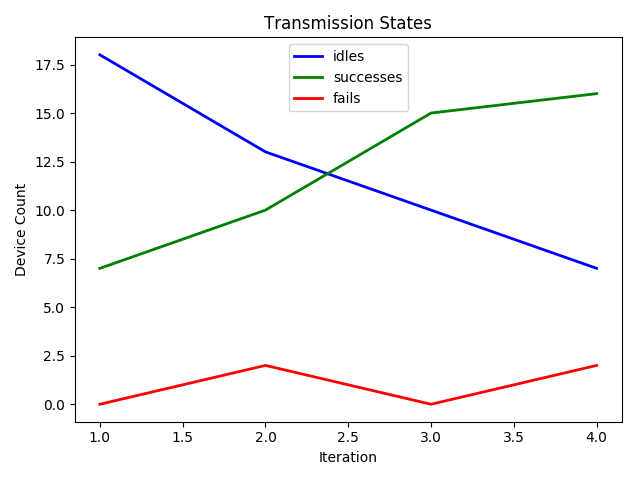 Transmission States
idles
successes
fails
Device Count
17.5
15.0
12.5
10.0
7.5
5.0
2.5
0.0
1.0 1.5 2.0 2.5 3.0 3.5 4.0
Iteration